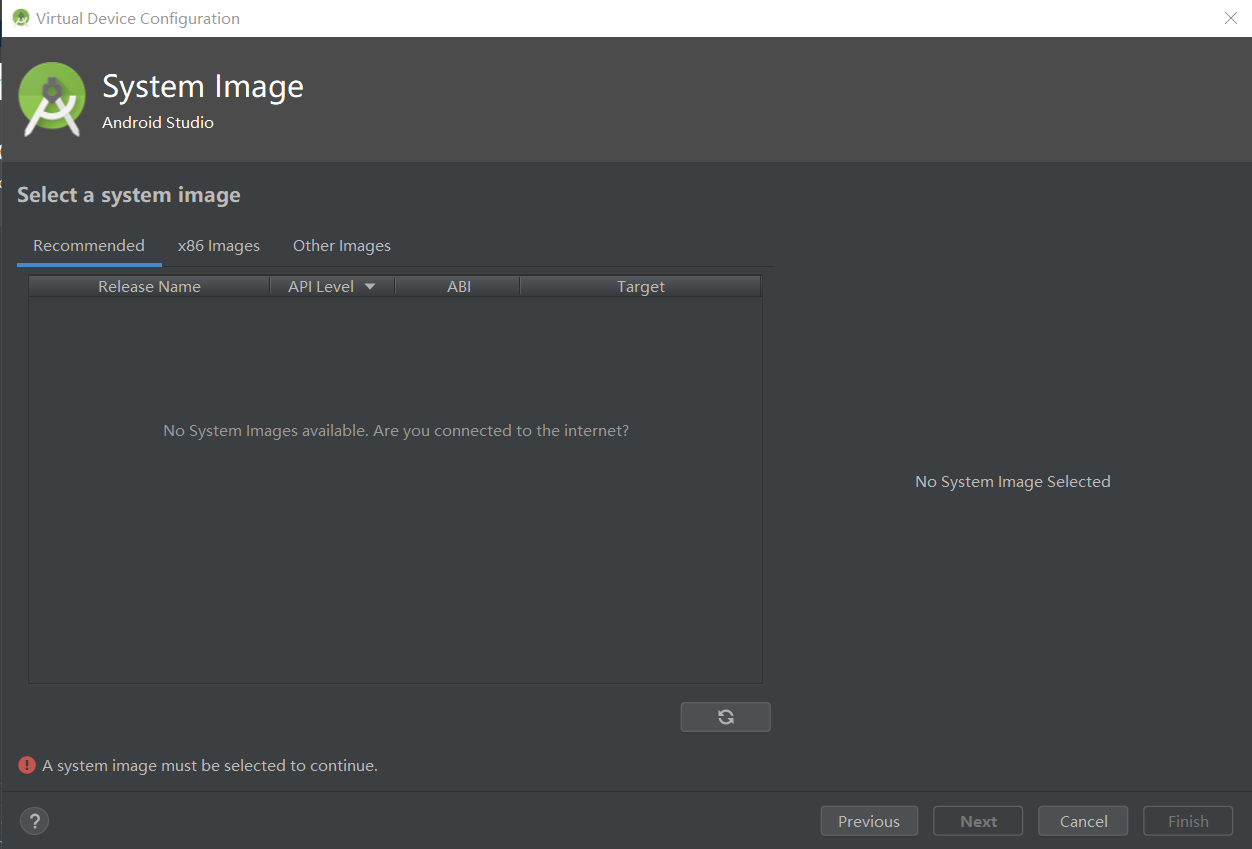 Virtual Device Configuration
System Image
Android Studio
Select a system image
Recommended x86 Images Other Images
Release Name API Level ABI Target
No System Images available. Are you connected to the internet?
No System Image Selected
! A system image must be selected to continue.
? Previous Next Cancel Finish